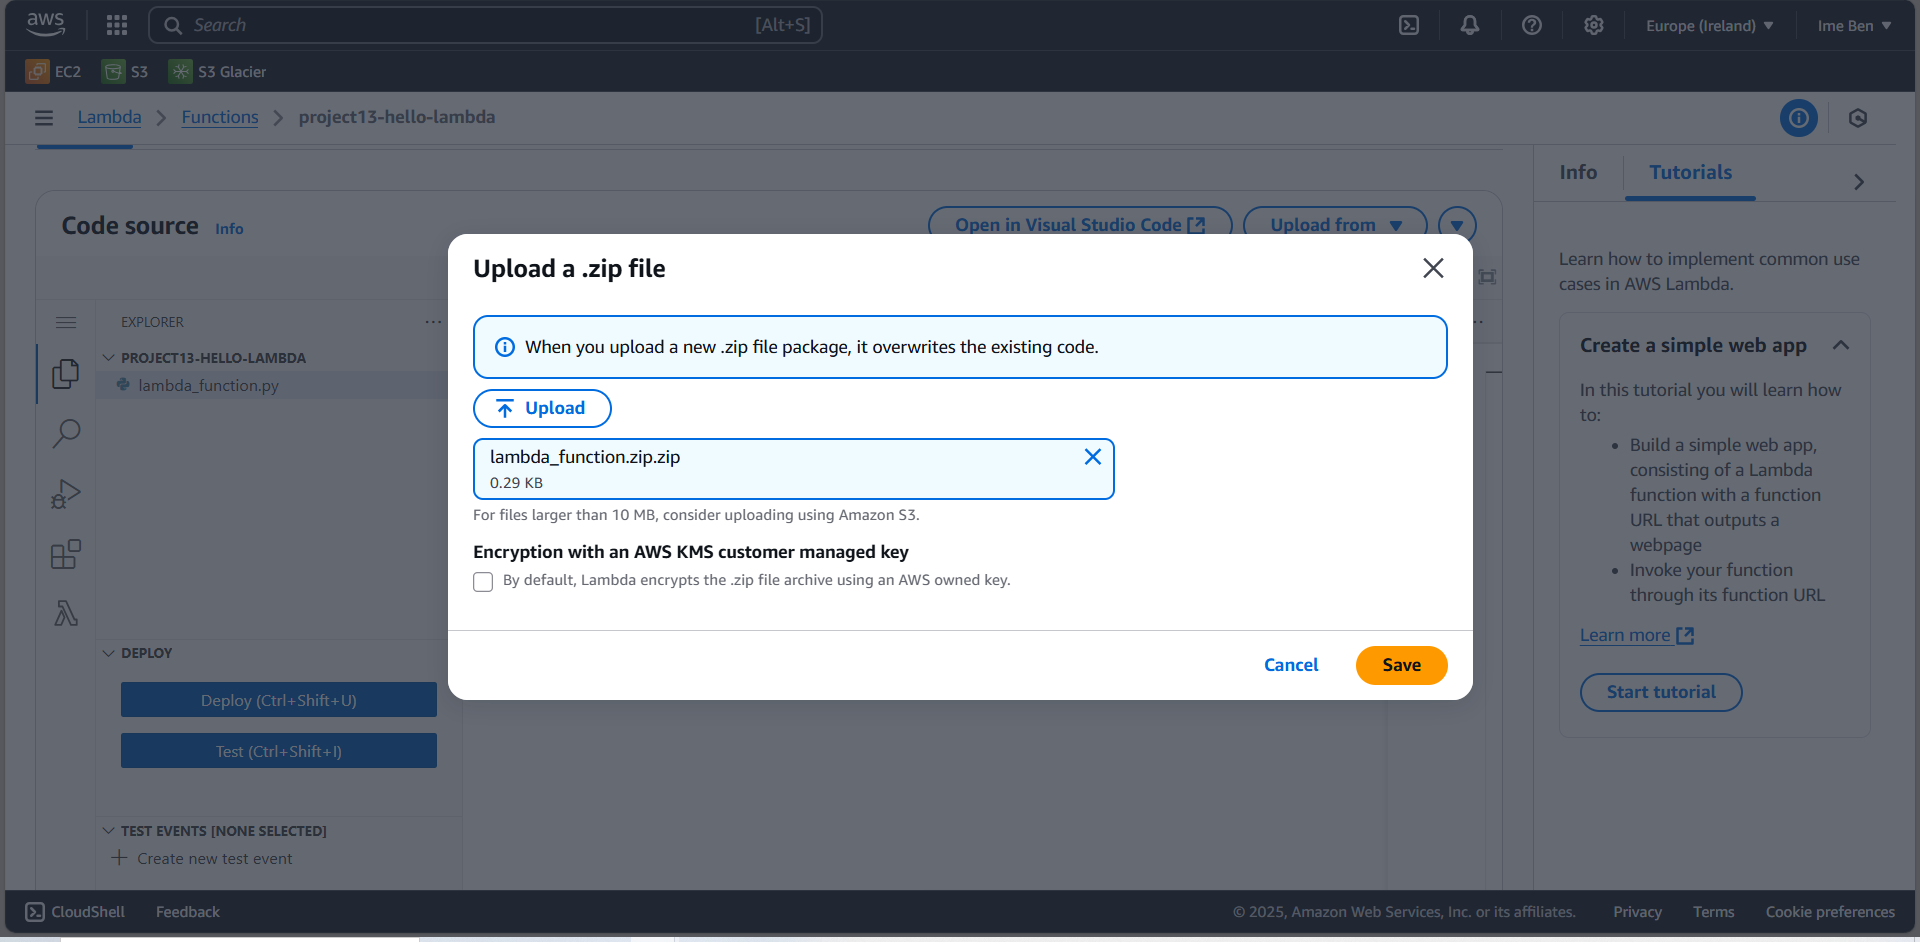 aws
Search
[Alt+S]
Europe (Ireland)
Ime Ben
EC2
S3
S3 Glacier
Lambda
Functions
project13-hello-lambda
Info
Tutorials
Code source
Info
Open in Visual Studio Code
Upload from
Learn how to implement common use
cases in AWS Lambda.
Create a simple web app
In this tutorial you will learn how
to:
• Build a simple web app,
consisting of a Lambda
function with a function
URL that outputs a
webpage
• Invoke your function
through its function URL
Learn more
Start tutorial
EXPLORER
PROJECT13-HELLO-LAMBDA
lambda_function.py
DEPLOY
Deploy (Ctrl+Shift+U)
Test (Ctrl+Shift+I)
TEST EVENTS [NONE SELECTED]
Create new test event
Upload a .zip file
When you upload a new .zip file package, it overwrites the existing code.
Upload
lambda_function.zip.zip
0.29 KB
For files larger than 10 MB, consider uploading using Amazon S3.
Encryption with an AWS KMS customer managed key
By default, Lambda encrypts the .zip file archive using an AWS owned key.
Cancel
Save
CloudShell
Feedback
© 2025, Amazon Web Services, Inc. or its affiliates.
Privacy
Terms
Cookie preferences